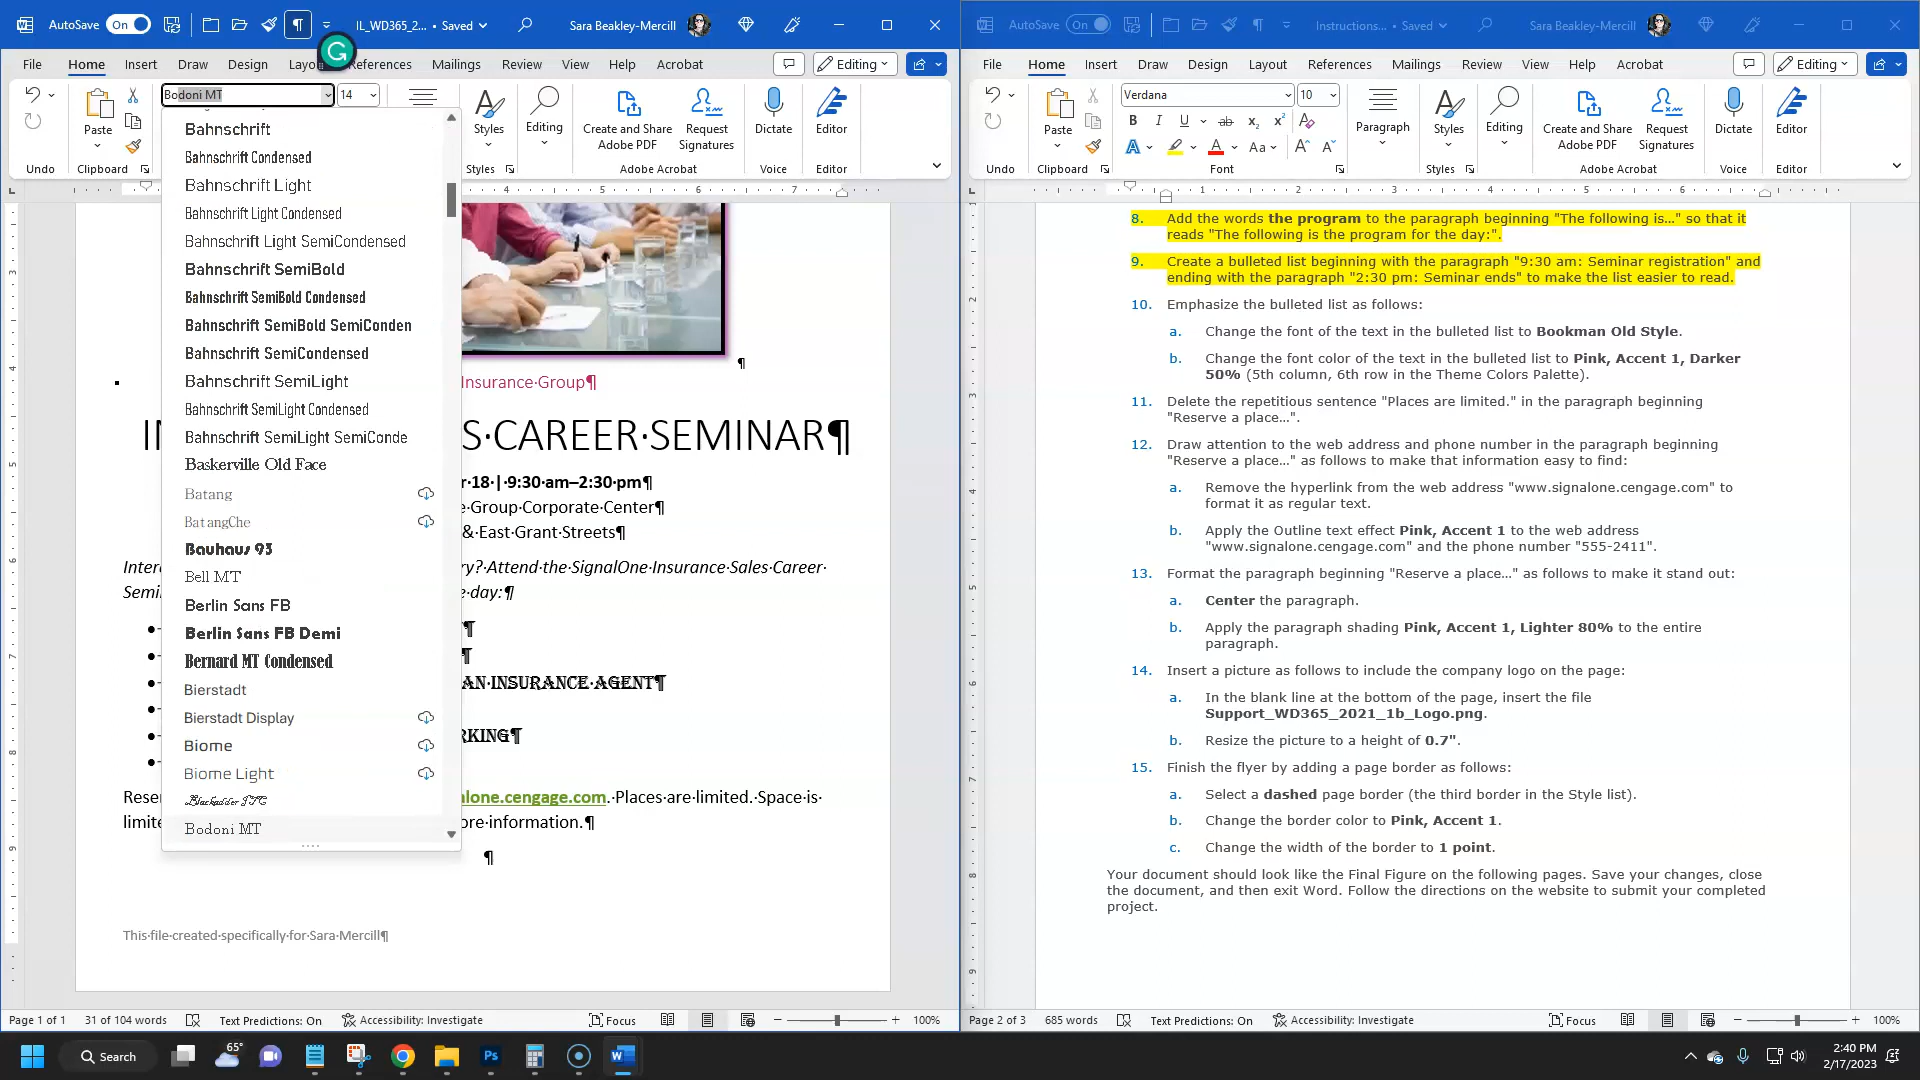 AutoSave On IL_WD365_2... • Saved Sara Beakley-Mercill
File Home Insert Draw Design References Mailings Review View Help Acrobat Editing
Bodoni MT 14
Paste Styles Editing Create and Share Adobe PDF Request Signatures Dictate Editor
Undo Clipboard Styles Adobe Acrobat Voice Editor
4 5 6 7
Bahnschrift
Bahnschrift Condensed
Bahnschrift Light
Bahnschrift Light Condensed
Bahnschrift Light SemiCondensed
Bahnschrift SemiBold
Bahnschrift SemiBold Condensed
Bahnschrift SemiBold SemiConden
Bahnschrift SemiCondensed
Bahnschrift SemiLight
Bahnschrift SemiLight Condensed
Bahnschrift SemiLight SemiConde
Baskerville Old Face
Batang
BatangChe
Bauhaus 93
Bell MT
Berlin Sans FB
Berlin Sans FB Demi
Bernard MT Condensed
Bierstadt
Bierstadt Display
Biome
Biome Light
Blackadder ITC
Bodoni MT
¶
Insurance·Group¶
S·CAREER·SEMINAR¶
18·|·9:30·am–2:30·pm¶
Group·Corporate·Center¶
&·East·Grant·Streets¶
ry?·Attend·the·SignalOne·Insurance·Sales·Career·
day:¶
¶
¶
AN·INSURANCE·AGENT¶
RKING¶
lone.cengage.com.·Places·are·limited.·Space·is·
ore·information.¶
¶
This·file·created·specifically·for·Sara·Mercill¶
Page 1 of 1 31 of 104 words Text Predictions: On Accessibility: Investigate Focus 100%
AutoSave On Instructions... • Saved Sara Beakley-Mercill
File Home Insert Draw Design Layout References Mailings Review View Help Acrobat Editing
Verdana 10
Paste Paragraph Styles Editing Create and Share Adobe PDF Request Signatures Dictate Editor
Undo Clipboard Font Styles Adobe Acrobat Voice Editor
1 2 3 4 5 6
8. Add the words the program to the paragraph beginning "The following is…" so that it
reads "The following is the program for the day:".
9. Create a bulleted list beginning with the paragraph "9:30 am: Seminar registration" and
ending with the paragraph "2:30 pm: Seminar ends" to make the list easier to read.
10. Emphasize the bulleted list as follows:
a. Change the font of the text in the bulleted list to Bookman Old Style.
b. Change the font color of the text in the bulleted list to Pink, Accent 1, Darker
50% (5th column, 6th row in the Theme Colors Palette).
11. Delete the repetitious sentence "Places are limited." in the paragraph beginning
"Reserve a place…".
12. Draw attention to the web address and phone number in the paragraph beginning
"Reserve a place…" as follows to make that information easy to find:
a. Remove the hyperlink from the web address "www.signalone.cengage.com" to
format it as regular text.
b. Apply the Outline text effect Pink, Accent 1 to the web address
"www.signalone.cengage.com" and the phone number "555-2411".
13. Format the paragraph beginning "Reserve a place…" as follows to make it stand out:
a. Center the paragraph.
b. Apply the paragraph shading Pink, Accent 1, Lighter 80% to the entire
paragraph.
14. Insert a picture as follows to include the company logo on the page:
a. In the blank line at the bottom of the page, insert the file
Support_WD365_2021_1b_Logo.png.
b. Resize the picture to a height of 0.7".
15. Finish the flyer by adding a page border as follows:
a. Select a dashed page border (the third border in the Style list).
b. Change the border color to Pink, Accent 1.
c. Change the width of the border to 1 point.
Your document should look like the Final Figure on the following pages. Save your changes, close
the document, and then exit Word. Follow the directions on the website to submit your completed
project.
Page 2 of 3 685 words Text Predictions: On Accessibility: Investigate Focus 100%
Search 65° 2:40 PM
2/17/2023